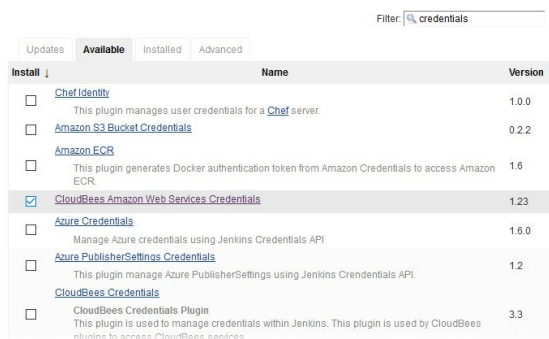 Filter: credentials
Updates Available Installed Advanced
Install ↓ Name Version
Chef Identity
This plugin manages user credentials for a Chef server.
1.0.0
Amazon S3 Bucket Credentials
0.2.2
Amazon ECR
This plugin generates Docker authentication token from Amazon Credentials to access Amazon
ECR.
1.6
CloudBees Amazon Web Services Credentials
1.23
Azure Credentials
Manage Azure credentials using Jenkins Credentials API
1.6.0
Azure PublisherSettings Credentials
This plugin manage Azure PublisherSettings using Jenkins Crendentials API.
1.2
CloudBees Credentials
CloudBees Credentials Plugin
This plugin is used to manage credentials within Jenkins. This plugin is used by CloudBees
plugins to access CloudBees services
3.3